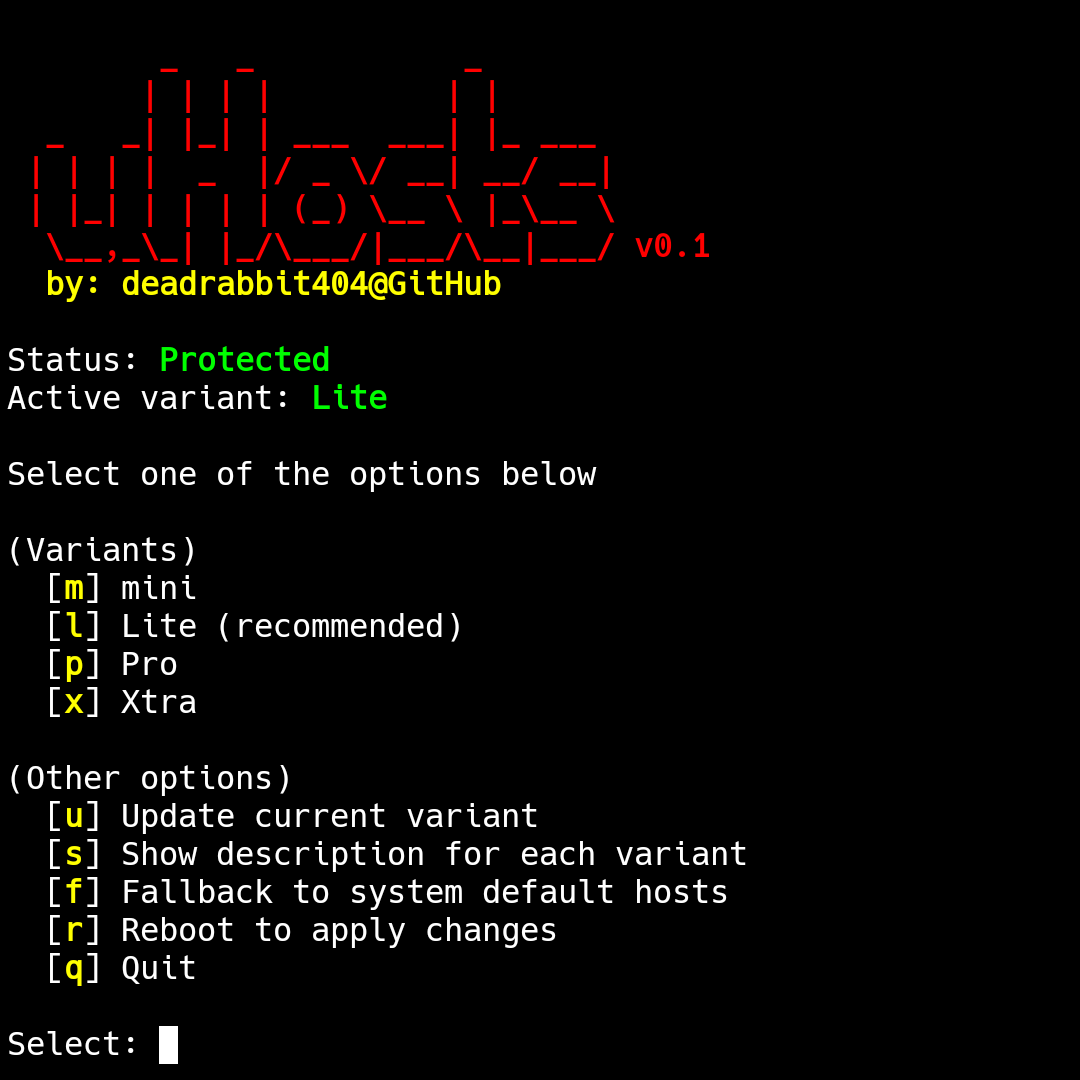 uHosts v0.1
by: deadrabbit404@GitHub
Status: Protected
Active variant: Lite
Select one of the options below
(Variants)
[m] mini
[l] Lite (recommended)
[p] Pro
[x] Xtra
(Other options)
[u] Update current variant
[s] Show description for each variant
[f] Fallback to system default hosts
[r] Reboot to apply changes
[q] Quit
Select: